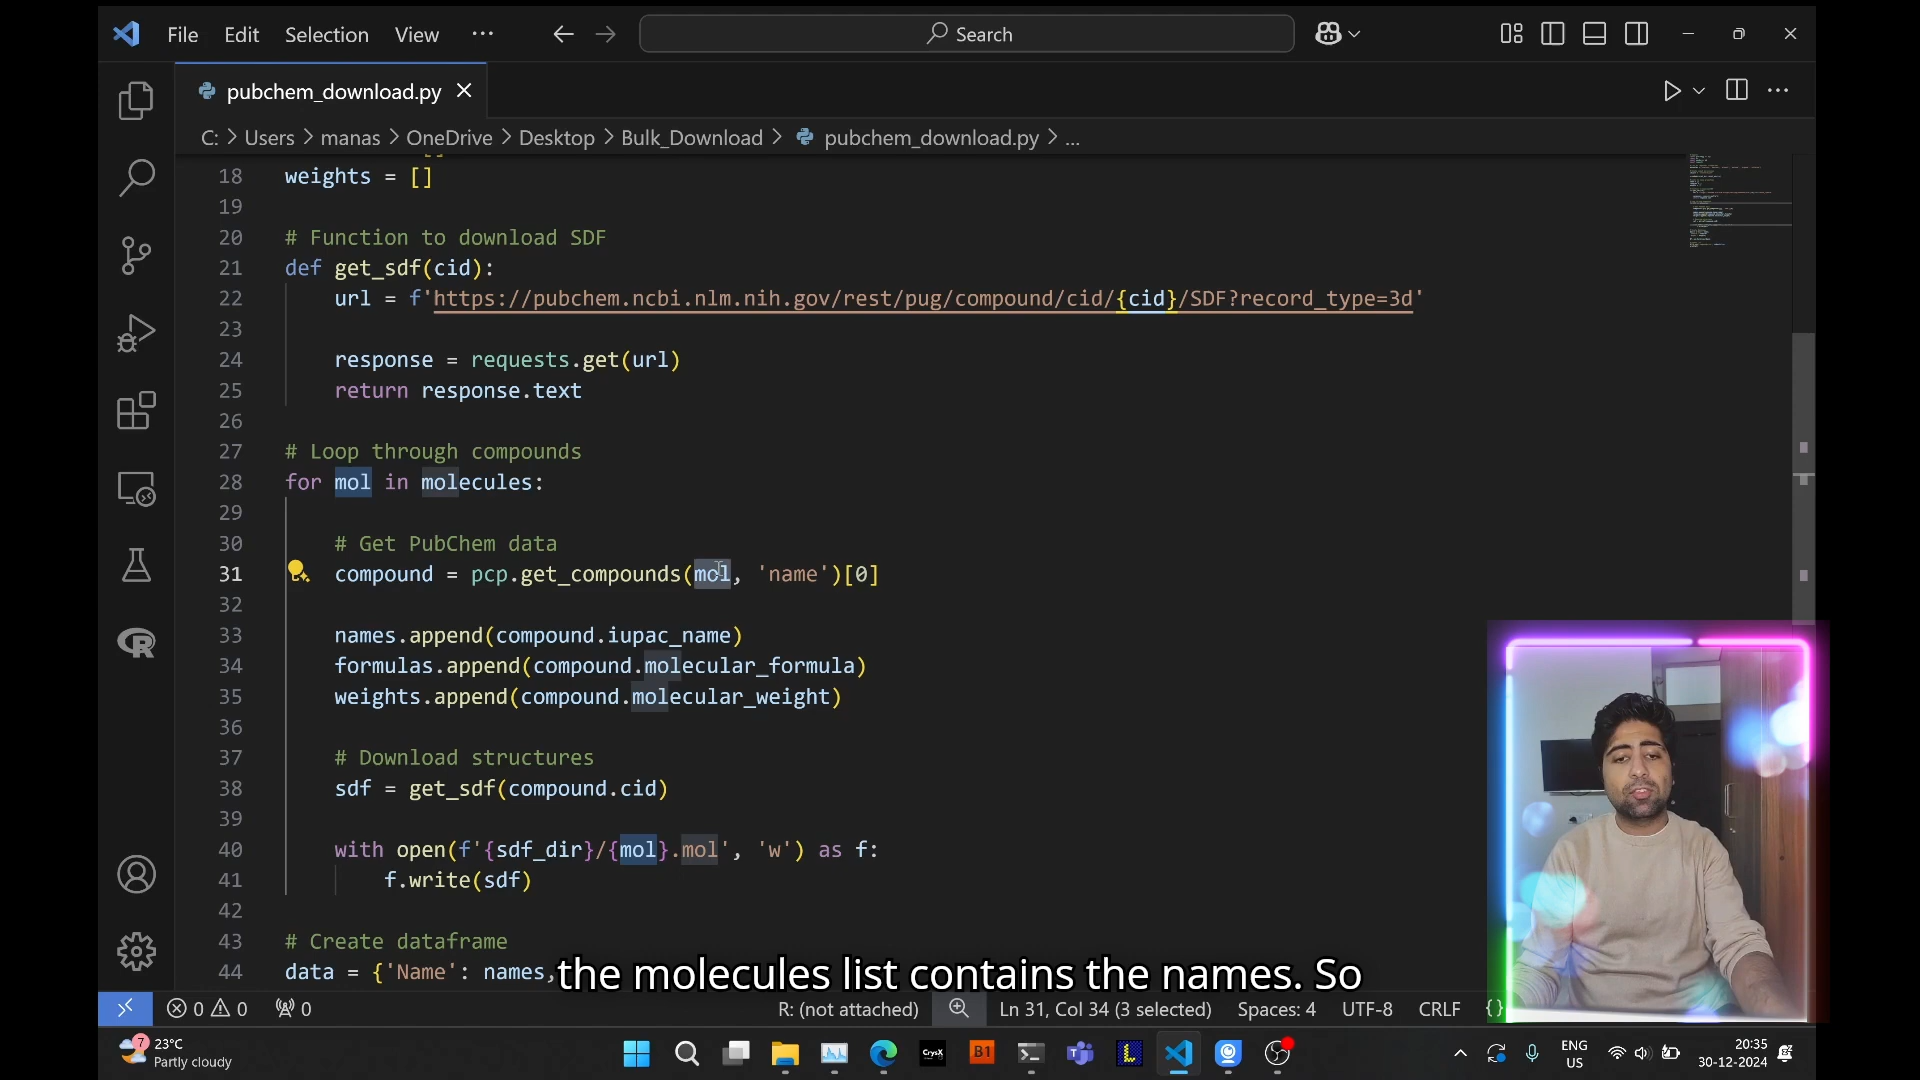 File Edit Selection View ···
Search
pubchem_download.py
C: > Users > manas > OneDrive > Desktop > Bulk_Download > pubchem_download.py > ...
18 weights = []
19
20 # Function to download SDF
21 def get_sdf(cid):
22 url = f'https://pubchem.ncbi.nlm.nih.gov/rest/pug/compound/cid/{cid}/SDF?record_type=3d'
23
24 response = requests.get(url)
25 return response.text
26
27 # Loop through compounds
28 for mol in molecules:
29
30 # Get PubChem data
31 compound = pcp.get_compounds(mol, 'name')[0]
32
33 names.append(compound.iupac_name)
34 formulas.append(compound.molecular_formula)
35 weights.append(compound.molecular_weight)
36
37 # Download structures
38 sdf = get_sdf(compound.cid)
39
40 with open(f'{sdf_dir}/{mol}.mol', 'w') as f:
41 f.write(sdf)
42
43 # Create dataframe
44 data = {'Name': names,
the molecules list contains the names. So
0 0 0 R: (not attached) Ln 31, Col 34 (3 selected) Spaces: 4 UTF-8 CRLF {}
7 23°C
Partly cloudy
CrysX B1
ENG
US
20:35
30-12-2024